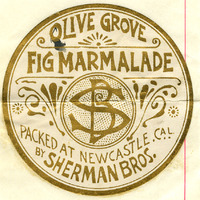 OLIVE GROVE
FIG MARMALADE
SB
PACKED AT NEWCASTLE CAL.
BY SHERMAN BROS.